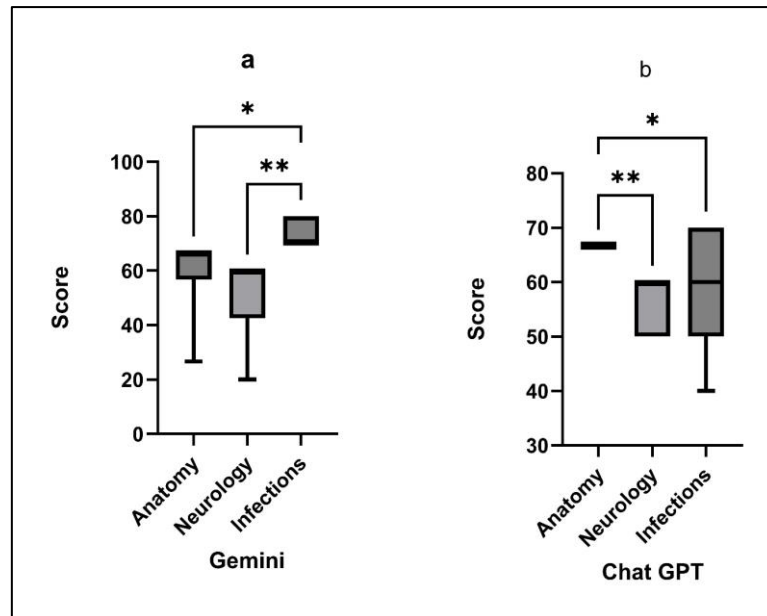 a
*
**
100
80
60
40
20
0
Score
Anatomy
Neurology
Infections
Gemini
b
*
**
80
70
60
50
40
30
Score
Anatomy
Neurology
Infections
Chat GPT